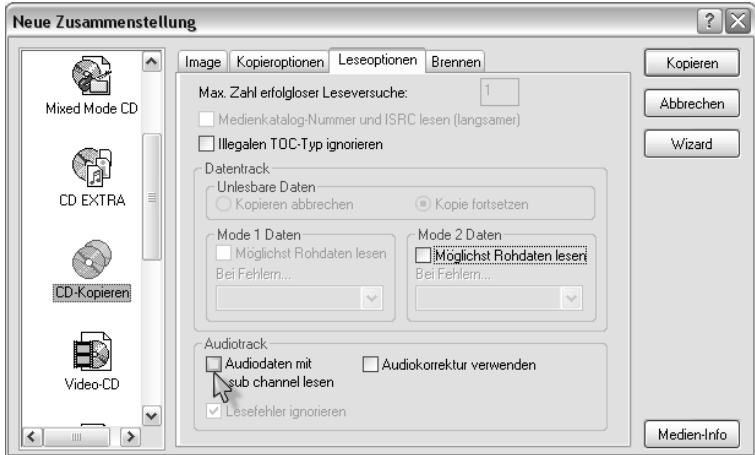 Neue Zusammenstellung
Mixed Mode CD
CD EXTRA
CD-Kopieren
Video-CD
Image Kopieroptionen Leseoptionen Brennen
Max. Zahl erfolgloser Leseversuche: 1
Medienkatalog-Nummer und ISRC lesen (langsamer)
Illegalen TOC-Typ ignorieren
Datentrack
Unlesbare Daten
Kopieren abbrechen Kopie fortsetzen
Mode 1 Daten Mode 2 Daten
Möglichst Rohdaten lesen Möglichst Rohdaten lesen
Bei Fehlern... Bei Fehlern...
Audiotrack
Audiodaten mit Audiokorrektur verwenden
sub channel lesen
Lesefehler ignorieren
Kopieren
Abbrechen
Wizard
Medien-Info